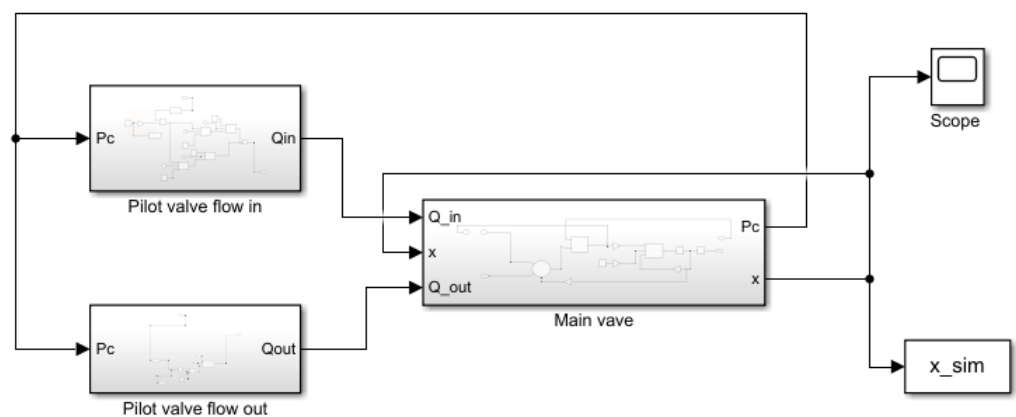 Pc
Qin
Pilot valve flow in
Scope
Q_in
x
Q_out
Pc
x
Main vave
Pc
Qout
Pilot valve flow out
x_sim